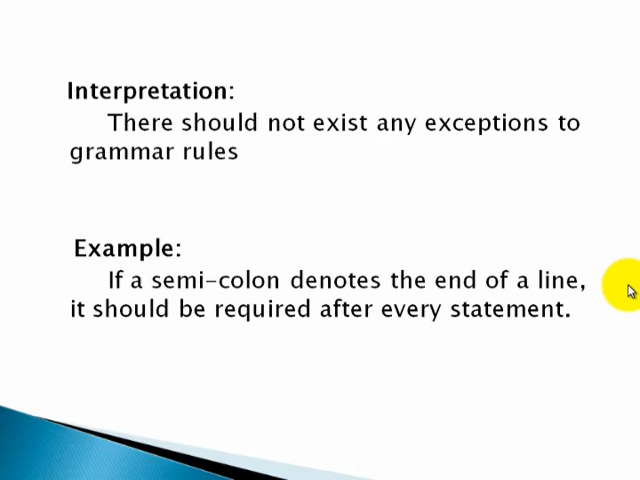 Interpretation:
There should not exist any exceptions to
grammar rules
Example:
If a semi-colon denotes the end of a line,
it should be required after every statement.